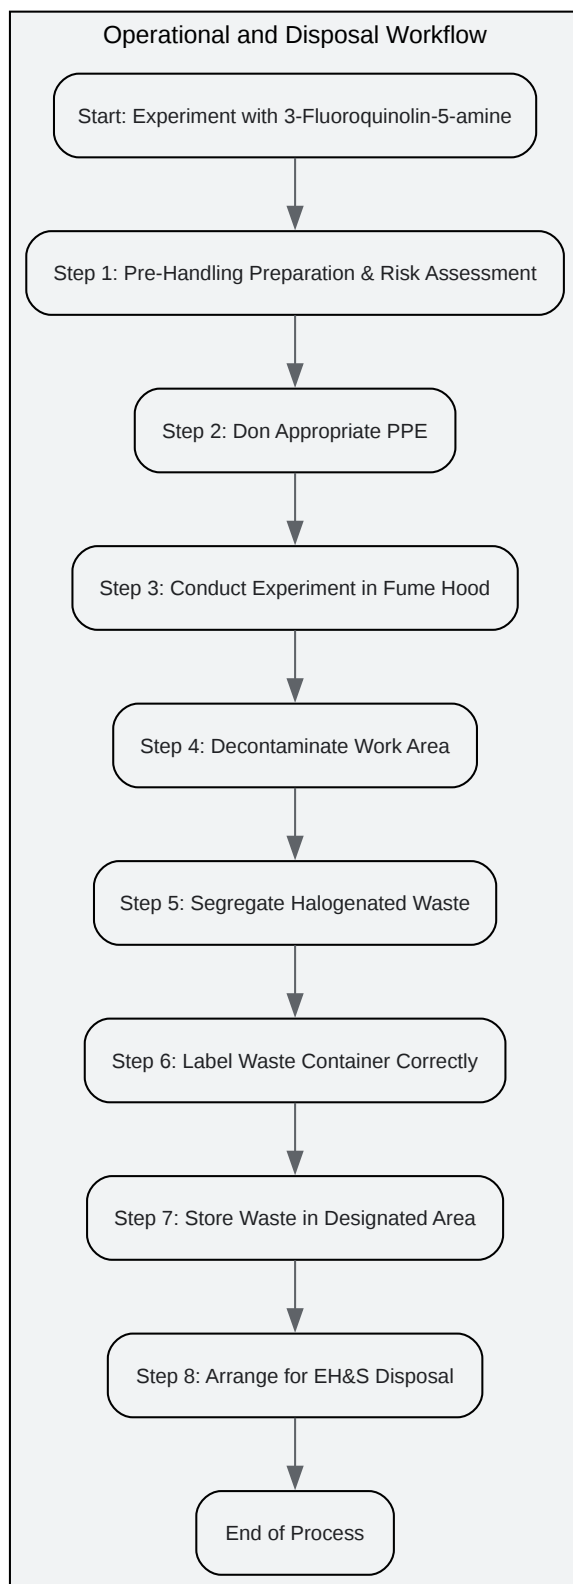 Operational and Disposal Workflow
Start: Experiment with 3-Fluoroquinolin-5-amine
Step 1: Pre-Handling Preparation & Risk Assessment
Step 2: Don Appropriate PPE
Step 3: Conduct Experiment in Fume Hood
Step 4: Decontaminate Work Area
Step 5: Segregate Halogenated Waste
Step 6: Label Waste Container Correctly
Step 7: Store Waste in Designated Area
Step 8: Arrange for EH&S Disposal
End of Process